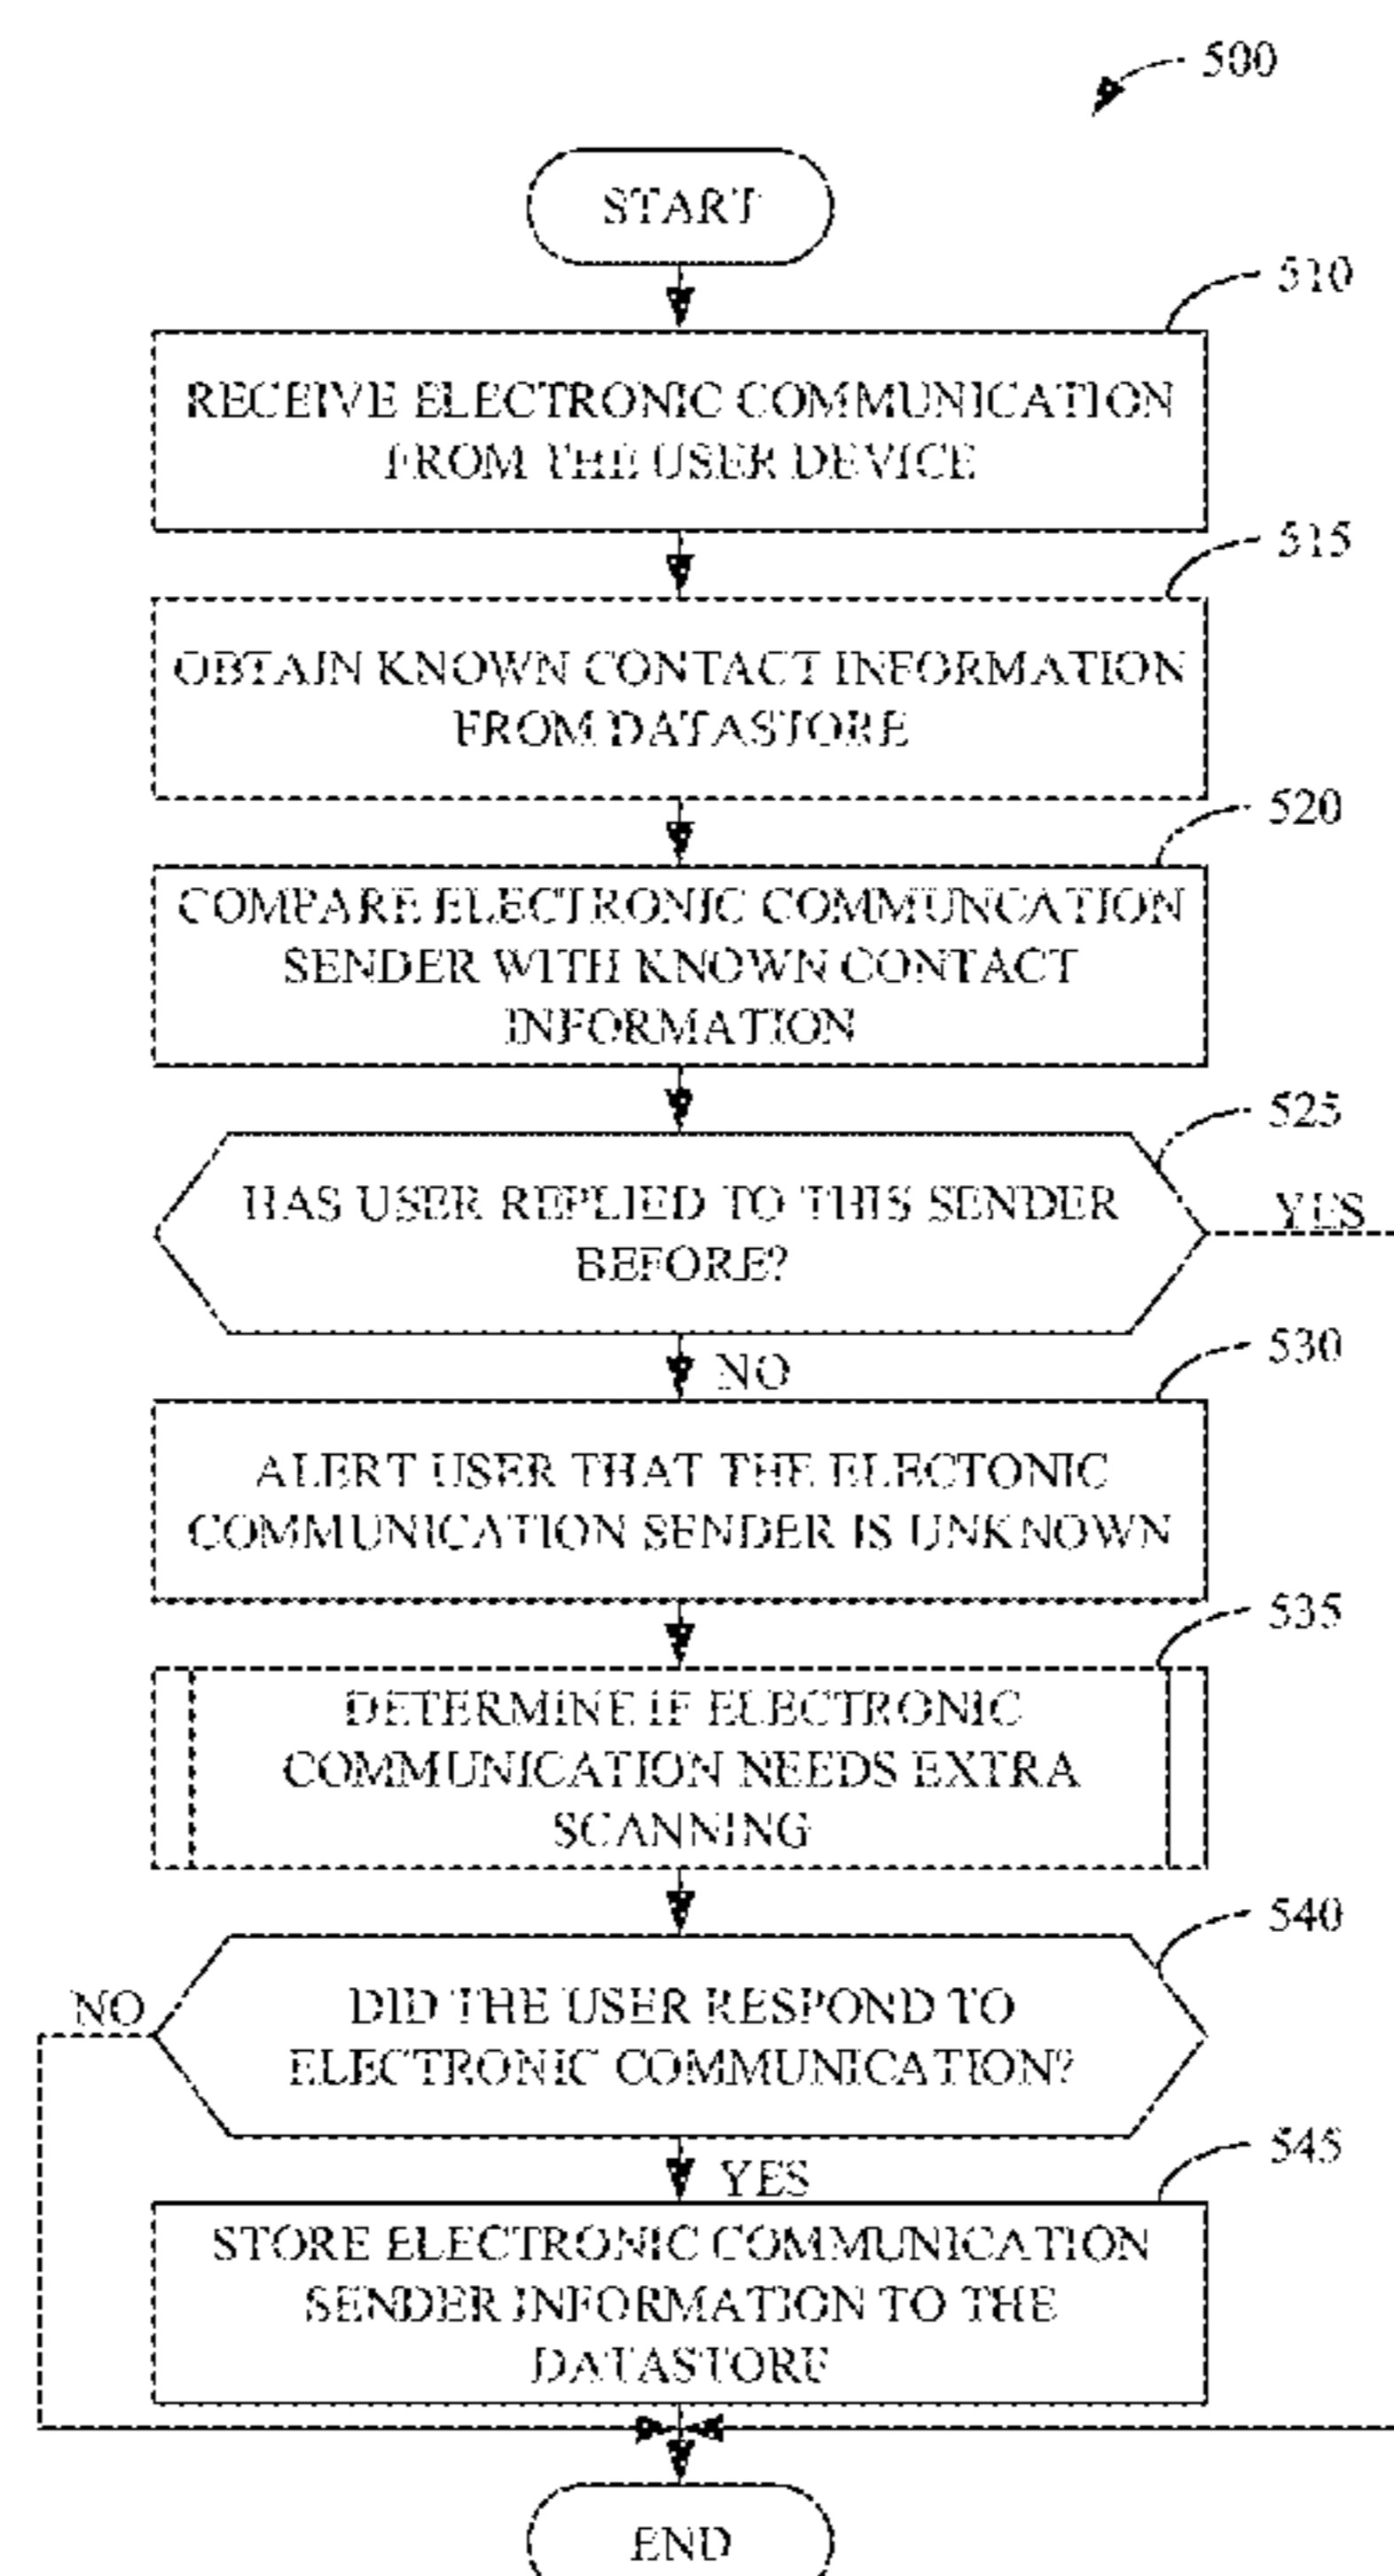 500
START
510
RECEIVE ELECTRONIC COMMUNICATION
FROM THE USER DEVICE
515
OBTAIN KNOWN CONTACT INFORMATION
FROM DATASTORE
520
COMPARE ELECTRONIC COMMUNCATION
SENDER WITH KNOWN CONTACT
INFORMATION
525
HAS USER REPLIED TO THIS SENDER
BEFORE?
YES
NO
530
ALERT USER THAT THE ELECTONIC
COMMUNICATION SENDER IS UNKNOWN
535
DETERMINE IF ELECTRONIC
COMMUNICATION NEEDS EXTRA
SCANNING
540
NO
DID THE USER RESPOND TO
ELECTRONIC COMMUNICATION?
YES
545
STORE ELECTRONIC COMMUNICATION
SENDER INFORMATION TO THE
DATASTORE
END